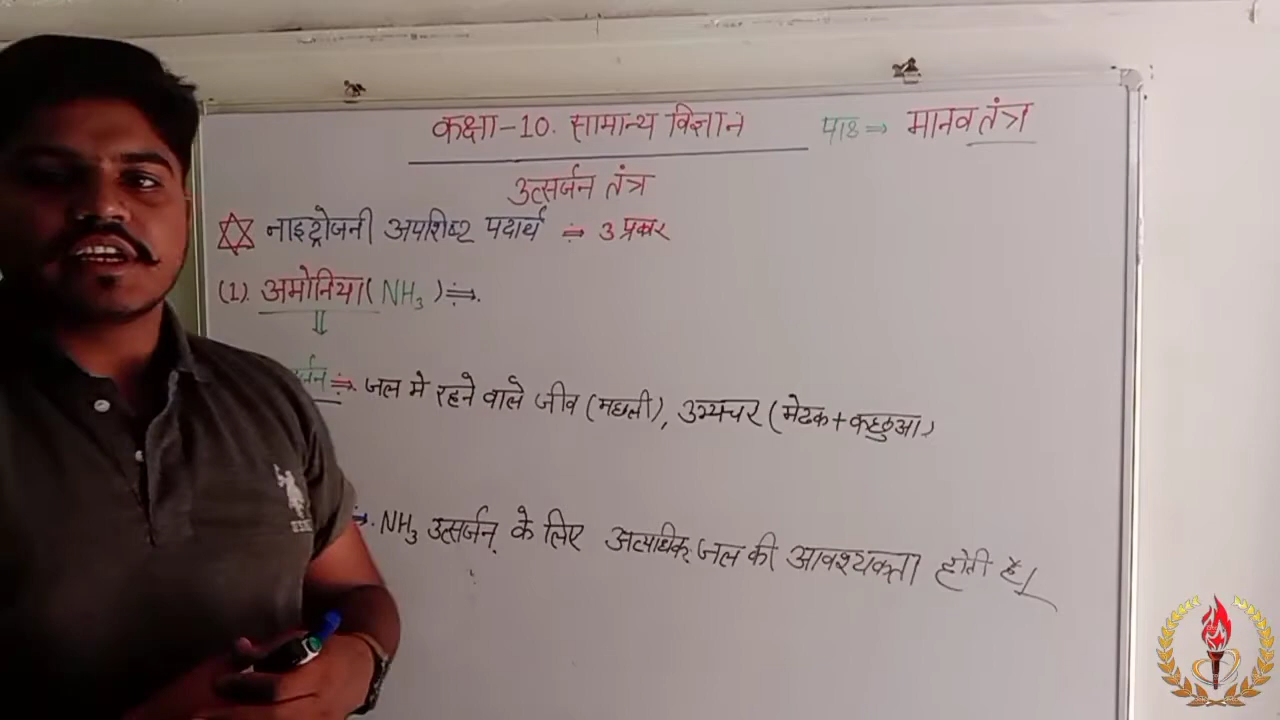 कक्षा-10. सामान्य विज्ञान पाठ ⇒ मानव तंत्र
उत्सर्जन तंत्र
नाइट्रोजनी अपशिष्ट पदार्थ ÷ 3 प्रकार
(1). अमोनिया (NH₃) ⇒.
र्जन ⇒. जल मे रहने वाले जीव (मछली), उभयचर (मेढक + कछुआ)
⇒. NH₃ उत्सर्जन के लिए अत्यधिक जल की आवश्यकता होती है।